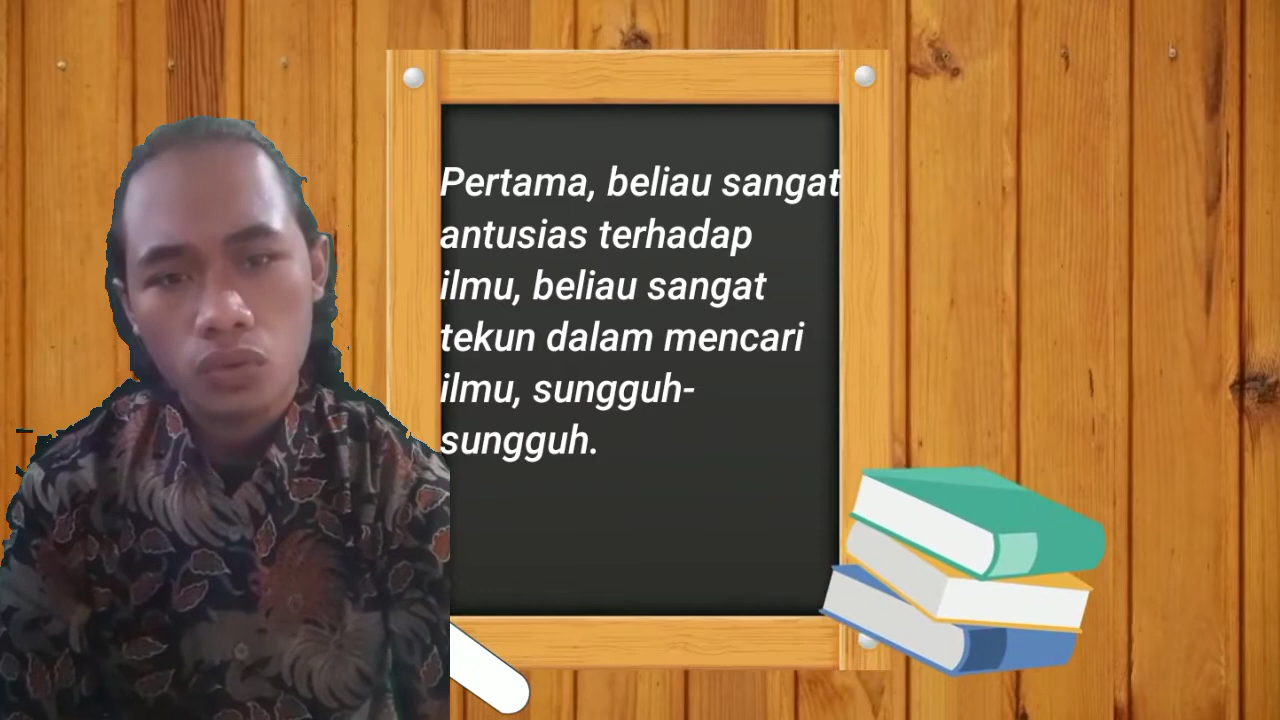 Pertama, beliau sangat
antusias terhadap
ilmu, beliau sangat
tekun dalam mencari
ilmu, sungguh-
sungguh.